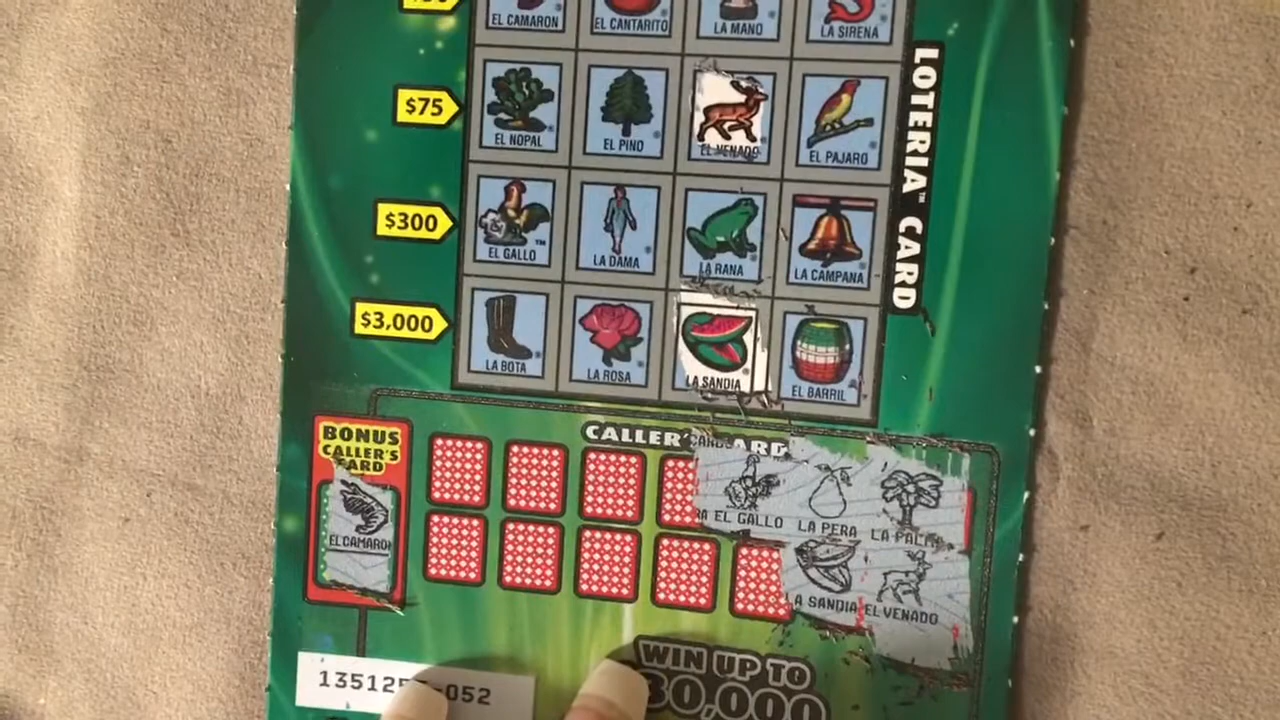 EL CAMARON EL CANTARITO LA MANO LA SIRENA
$75
EL NOPAL EL PINO EL VENADO EL PAJARO
$300
EL GALLO LA DAMA LA RANA LA CAMPANA
$3,000
LA BOTA LA ROSA LA SANDIA EL BARRIL
LOTERIA™ CARD
BONUS
CALLER'S
CARD
EL CAMARON
CALLER'S CARD
EL GALLO LA PERA LA PALMA
LA SANDIA EL VENADO
WIN UP TO
052